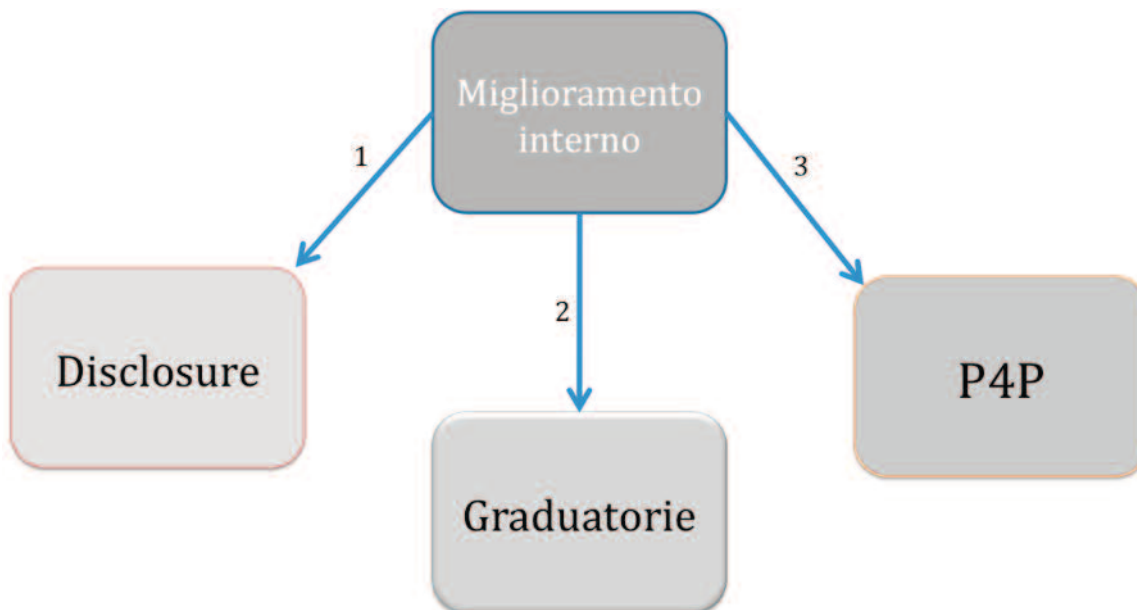 Miglioramento
interno
1
3
2
Disclosure
P4P
Graduatorie